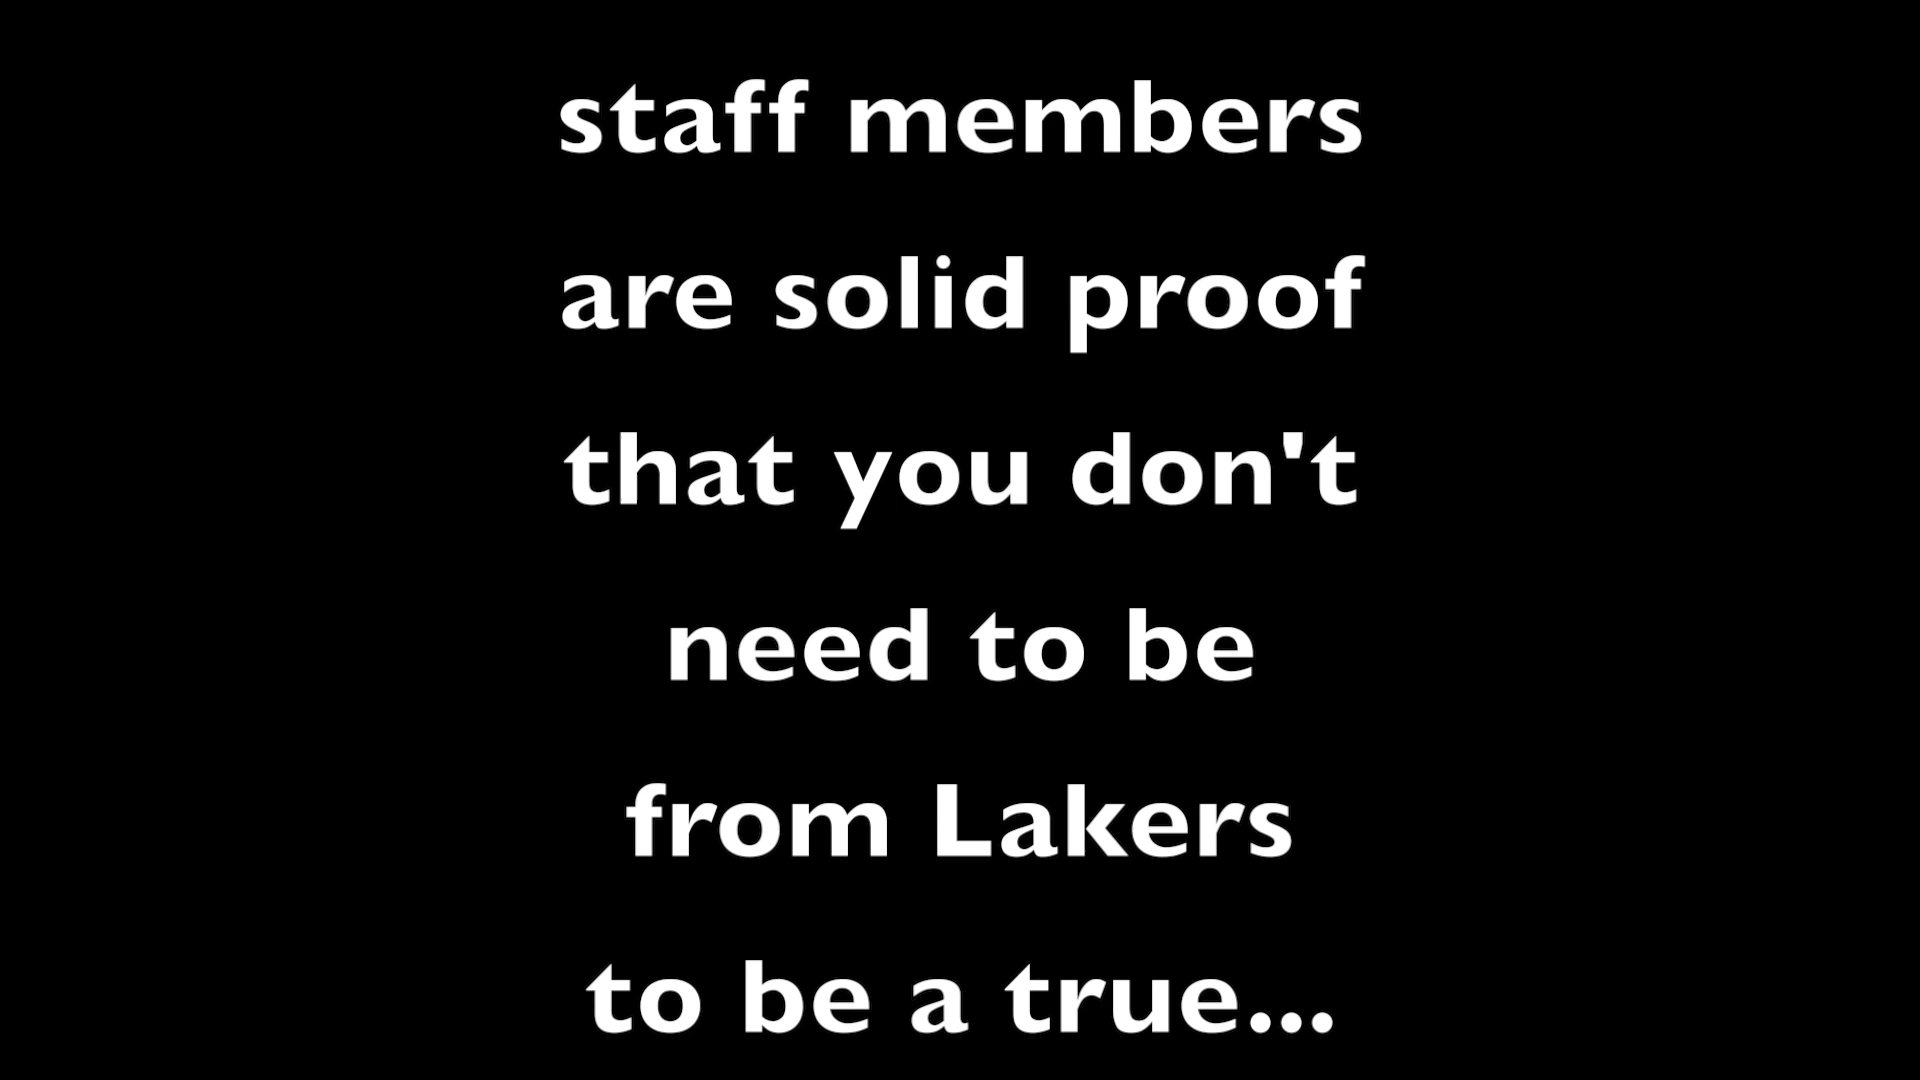 staff members
are solid proof
that you don't
need to be
from Lakers
to be a true...